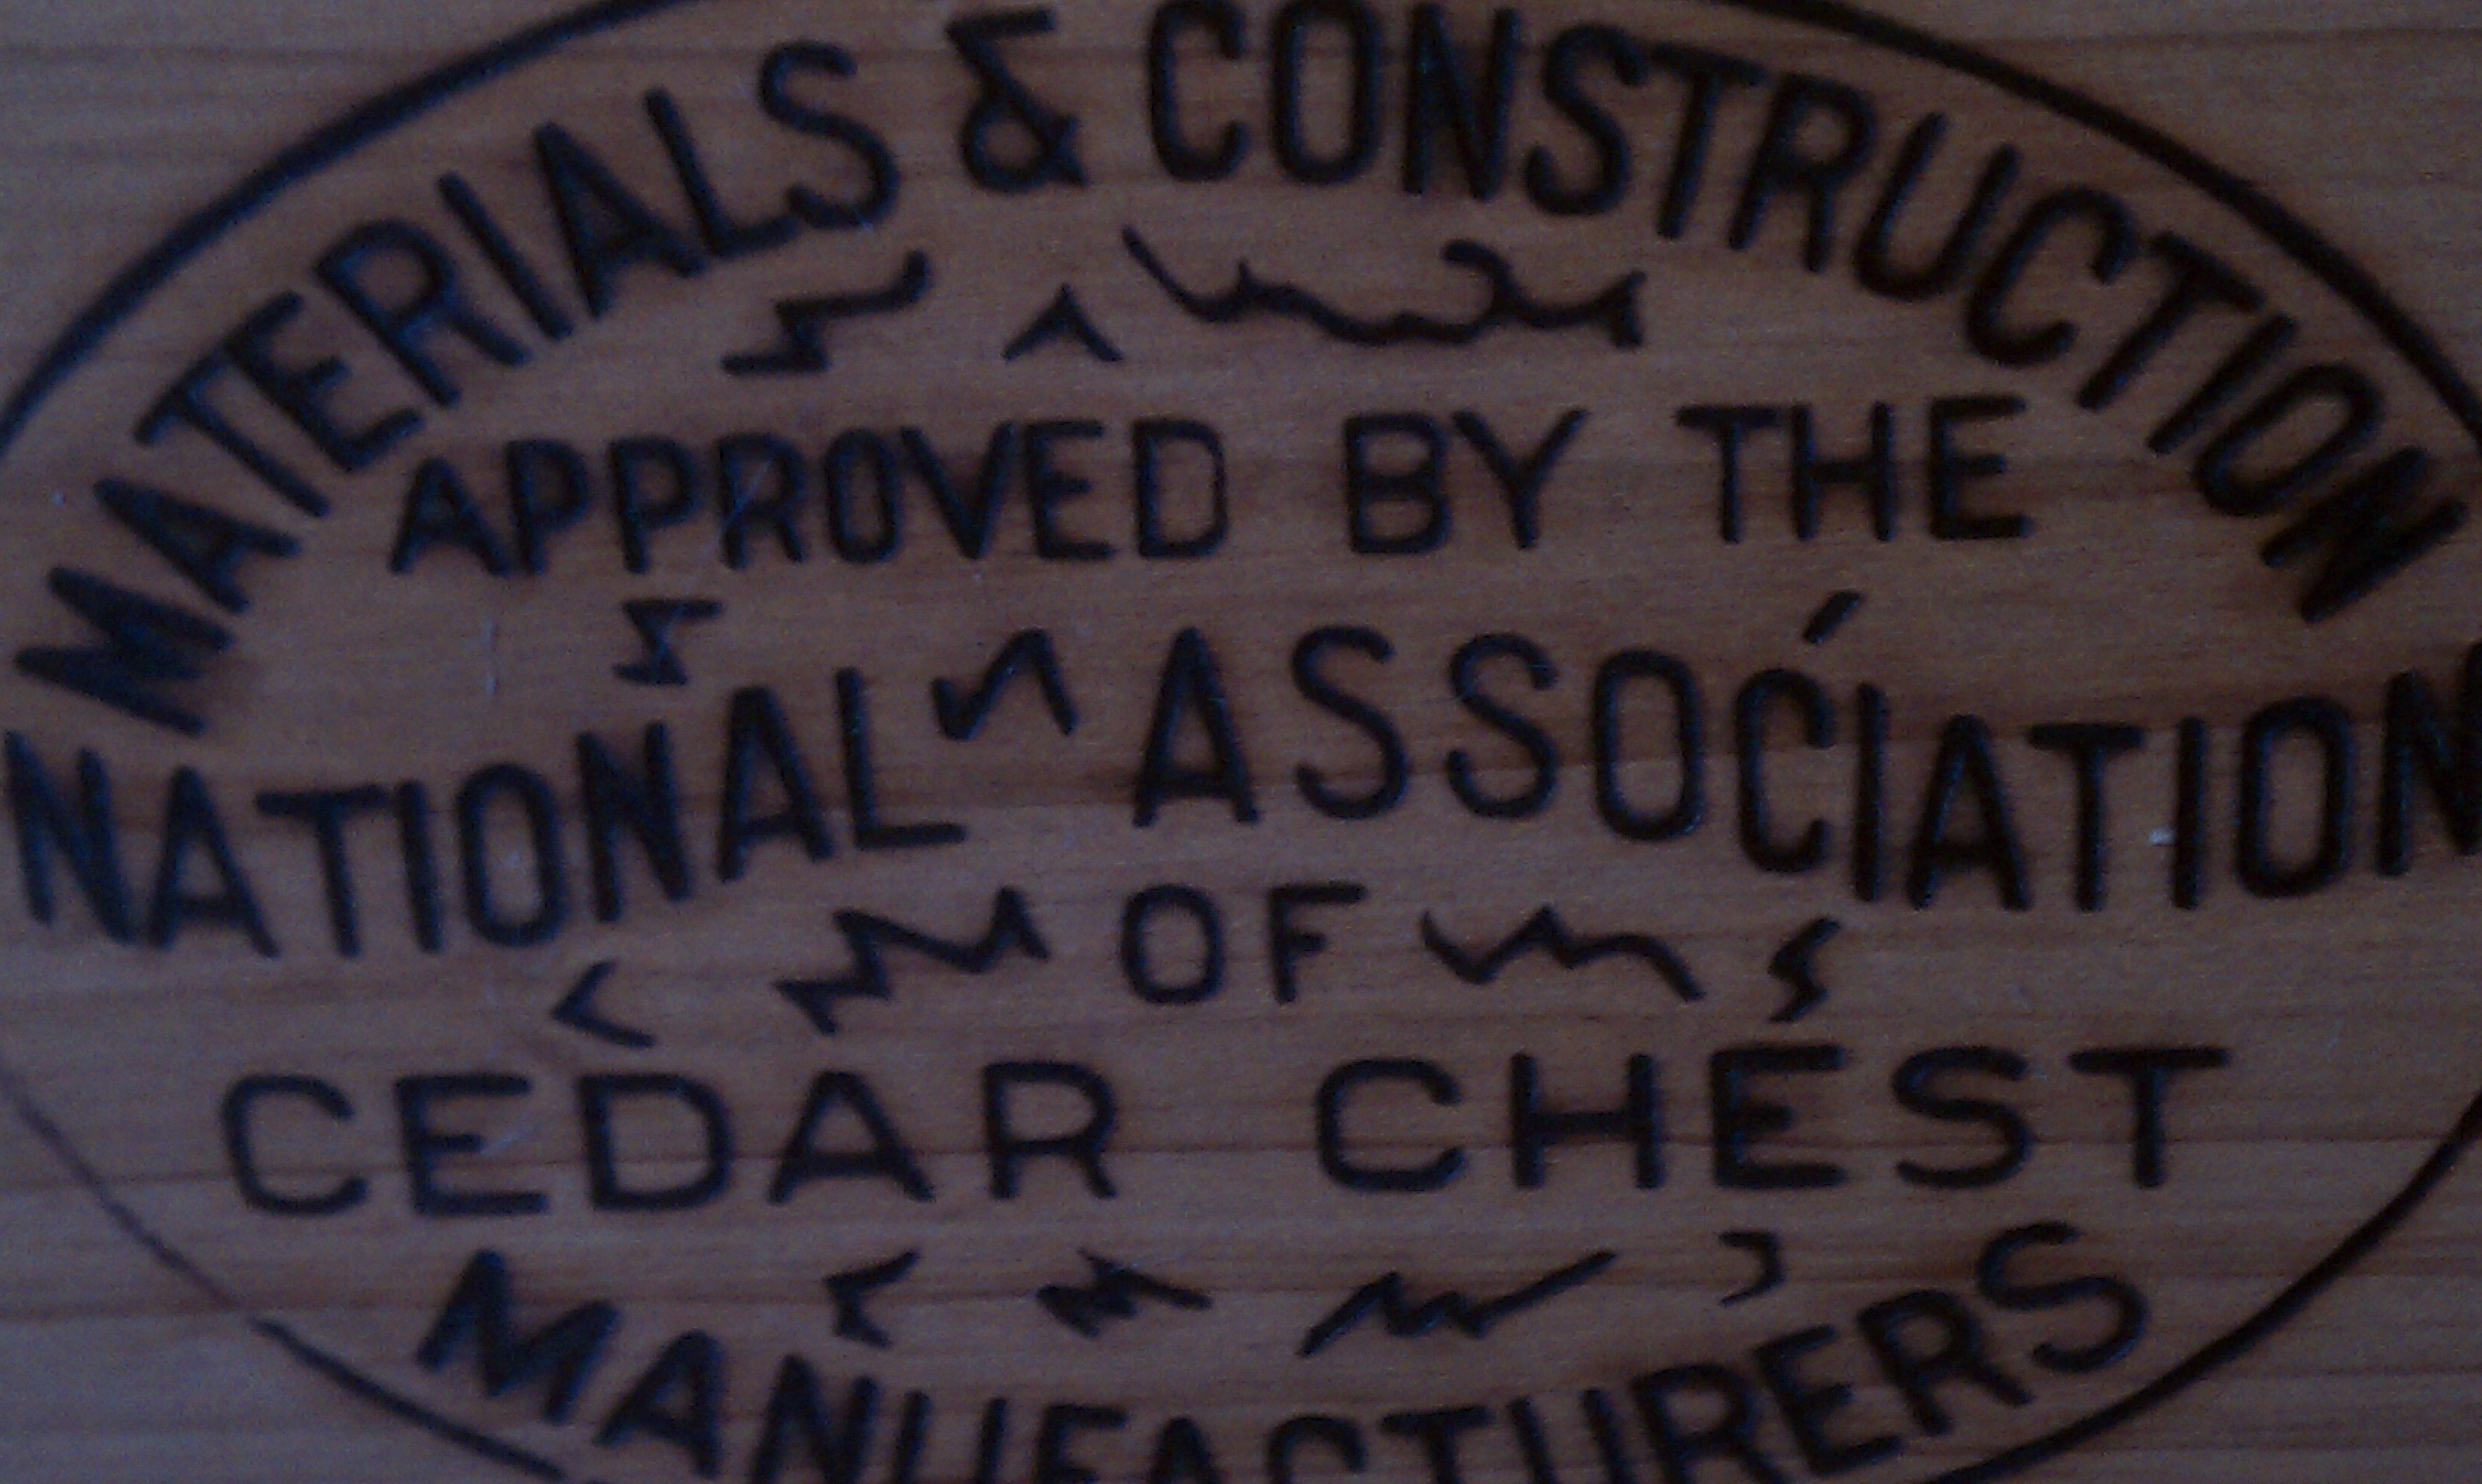 MATERIALS & CONSTRUCTION
APPROVED BY THE
NATIONAL ASSOCIATION
OF
CEDAR CHEST
MANUFACTURERS